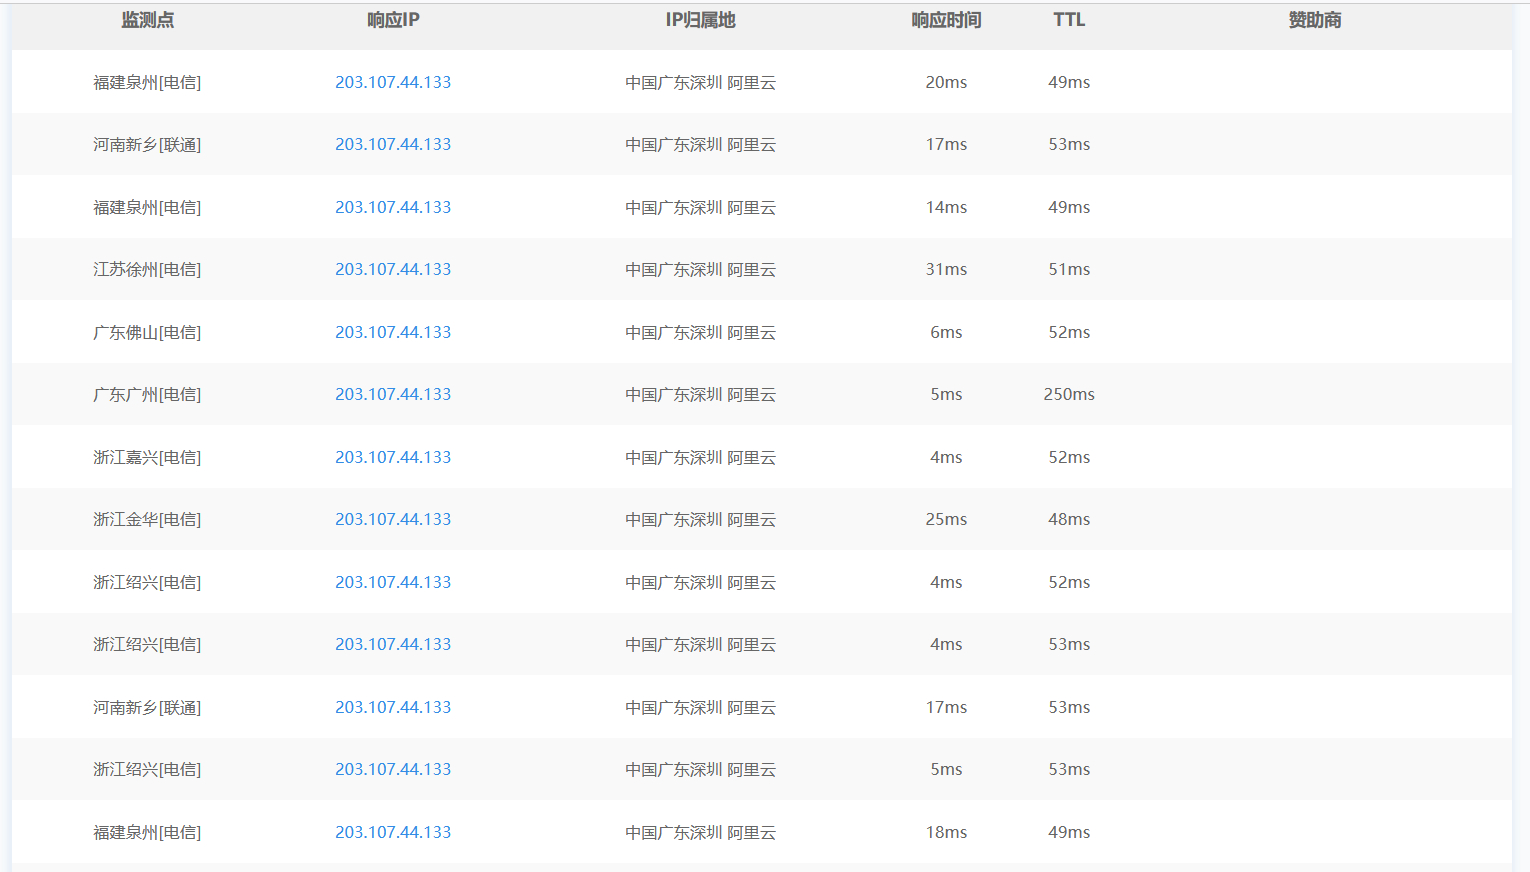 监测点 响应IP IP归属地 响应时间 TTL 赞助商
福建泉州[电信] 203.107.44.133 中国广东深圳 阿里云 20ms 49ms
河南新乡[联通] 203.107.44.133 中国广东深圳 阿里云 17ms 53ms
福建泉州[电信] 203.107.44.133 中国广东深圳 阿里云 14ms 49ms
江苏徐州[电信] 203.107.44.133 中国广东深圳 阿里云 31ms 51ms
广东佛山[电信] 203.107.44.133 中国广东深圳 阿里云 6ms 52ms
广东广州[电信] 203.107.44.133 中国广东深圳 阿里云 5ms 250ms
浙江嘉兴[电信] 203.107.44.133 中国广东深圳 阿里云 4ms 52ms
浙江金华[电信] 203.107.44.133 中国广东深圳 阿里云 25ms 48ms
浙江绍兴[电信] 203.107.44.133 中国广东深圳 阿里云 4ms 52ms
浙江绍兴[电信] 203.107.44.133 中国广东深圳 阿里云 4ms 53ms
河南新乡[联通] 203.107.44.133 中国广东深圳 阿里云 17ms 53ms
浙江绍兴[电信] 203.107.44.133 中国广东深圳 阿里云 5ms 53ms
福建泉州[电信] 203.107.44.133 中国广东深圳 阿里云 18ms 49ms